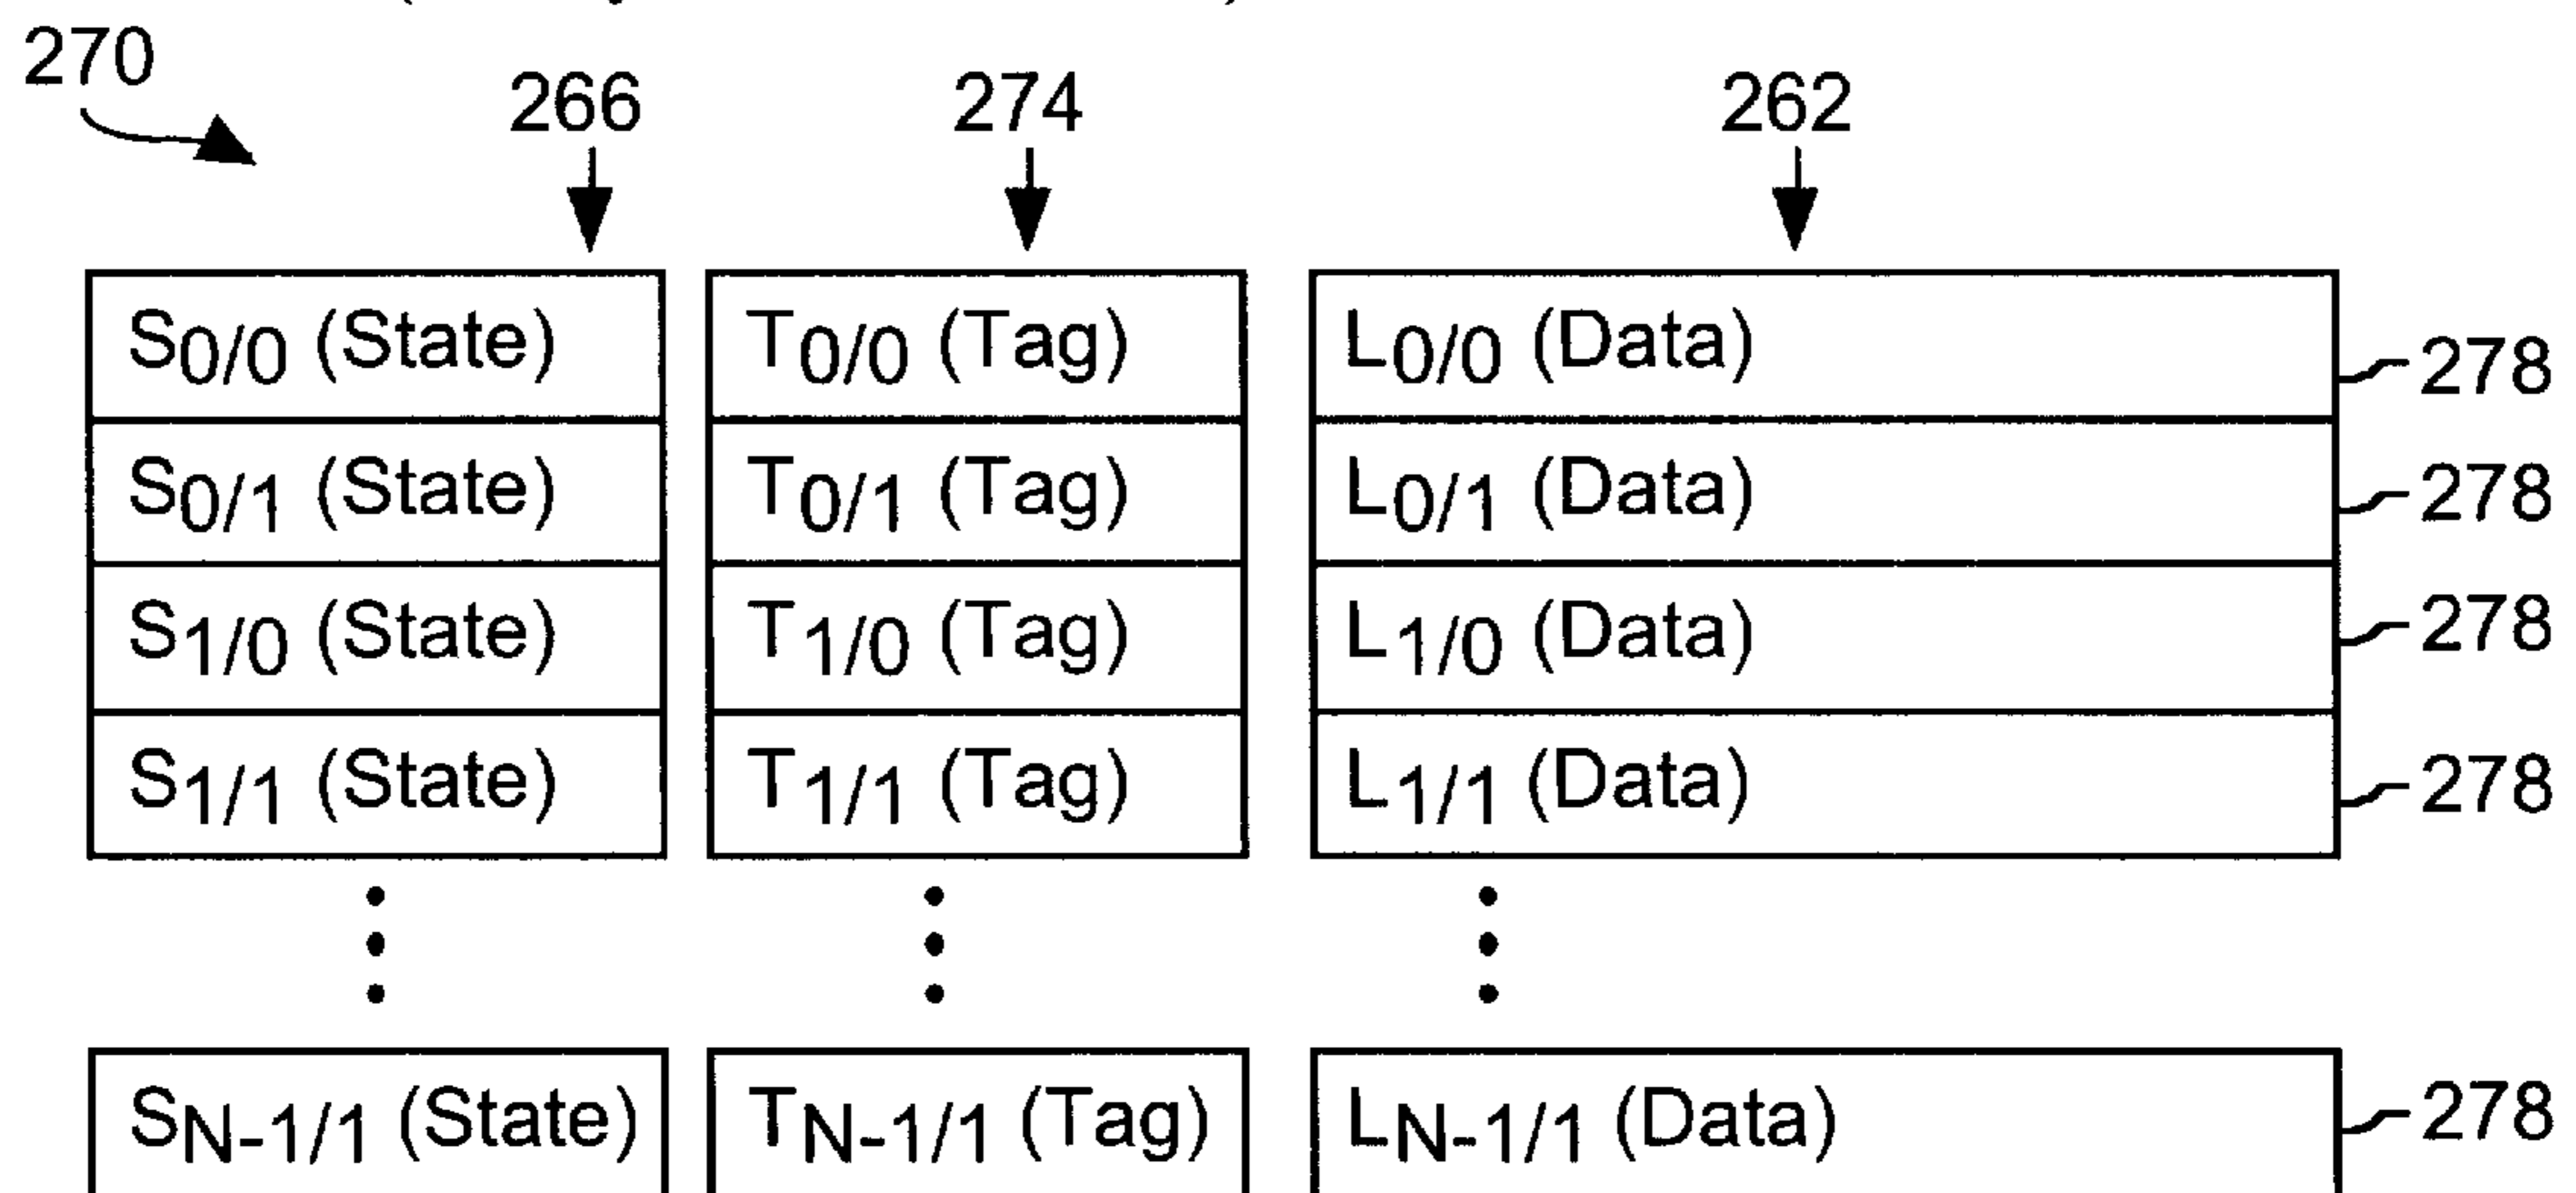 270
266 274 262
S0/0 (State) T0/0 (Tag) L0/0 (Data) 278
S0/1 (State) T0/1 (Tag) L0/1 (Data) 278
S1/0 (State) T1/0 (Tag) L1/0 (Data) 278
S1/1 (State) T1/1 (Tag) L1/1 (Data) 278
SN-1/1 (State) TN-1/1 (Tag) LN-1/1 (Data) 278